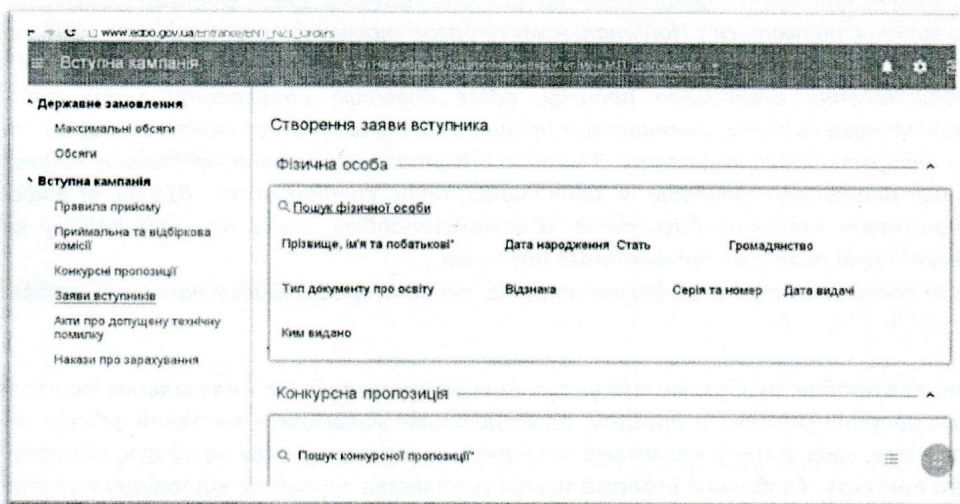 www.edbo.gov.ua/Entrance/ENT_NZ1_Orders
Вступна кампанія
Державне замовлення
Максимальні обсяги
Обсяги
Вступна кампанія
Правила прийому
Приймальна та відбіркова
комісії
Конкурсні пропозиції
Заяви вступників
Акти про допущену технічну
помилку
Накази про зарахування
Створення заяви вступника
Фізична особа
Пошук фізичної особи
Прізвище, ім'я та побатькові* Дата народження Стать Громадянство
Тип документу про освіту Відзнака Серія та номер Дата видачі
Ким видано
Конкурсна пропозиція
Пошук конкурсної пропозиції*